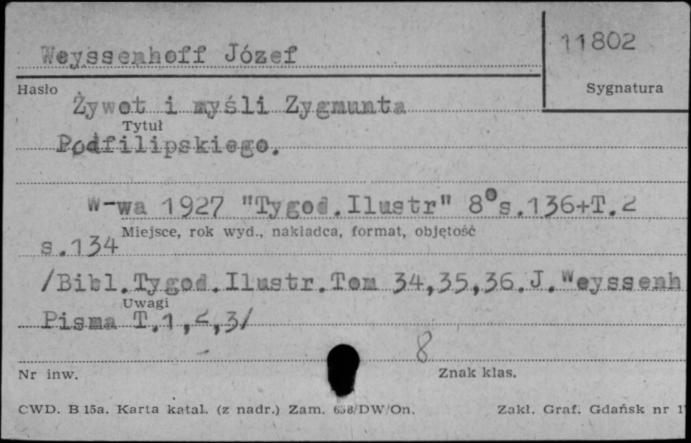 Weyssenhoff Józef
11802
Hasło
Sygnatura
Żywot i myśli Zygmunta
Tytuł
Podfilipskiego.
W-wa 1927 "Tygod.Ilustr" 8°s.136+T.2
Miejsce, rok wyd., nakładca, format, objętość
s.134
/Bibl.Tygod.Ilustr.Tom 34,35,36.J.Weyssenh
Uwagi
Pisma T.1,2,3/
8
Nr inw.
Znak klas.
CWD. B 15a. Karta katal. (z nadr.) Zam. /DW/On.
Zakł. Graf. Gdańsk nr